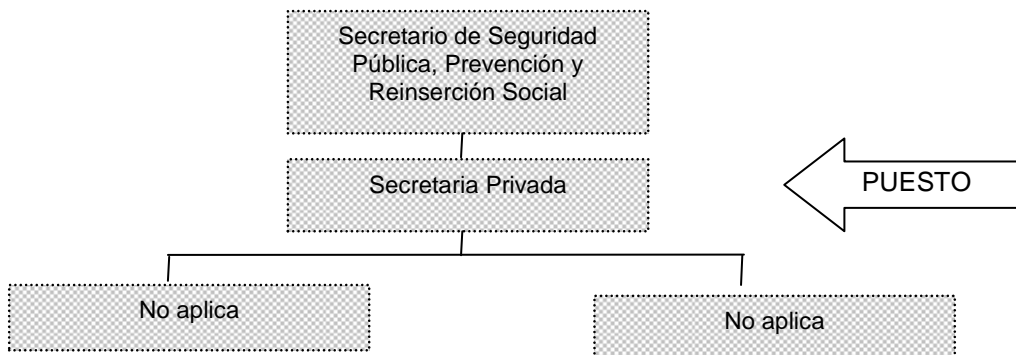 Secretario de Seguridad
Pública, Prevención y
Reinserción Social
Secretaria Privada
PUESTO
No aplica
No aplica